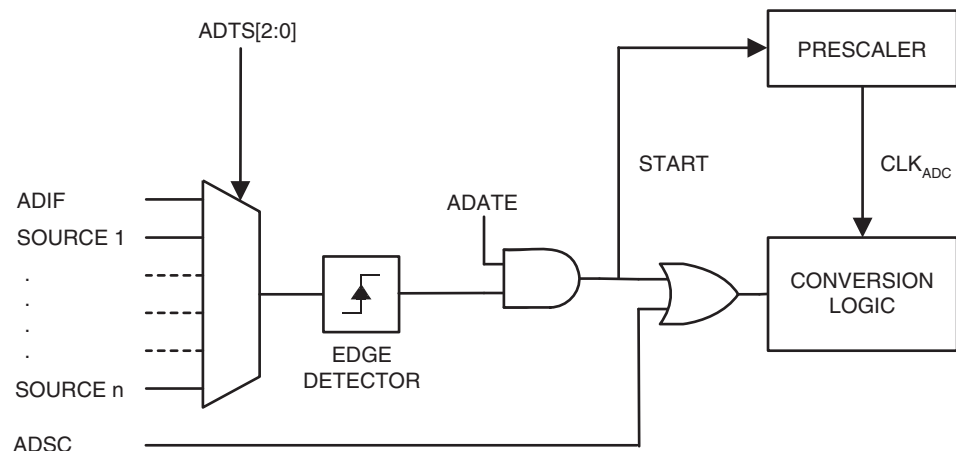 ADTS[2:0]
PRESCALER
START
CLKADC
ADIF
ADATE
SOURCE 1
.
.
.
.
CONVERSION
LOGIC
EDGE
DETECTOR
SOURCE n
ADSC